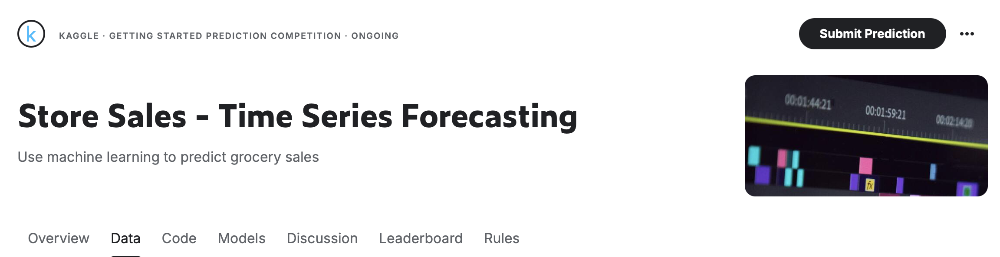 k
KAGGLE · GETTING STARTED PREDICTION COMPETITION · ONGOING
Submit Prediction
Store Sales - Time Series Forecasting
00:01:44:21
00:01:59:21
00:02:14:20
Use machine learning to predict grocery sales
fx
Overview Data Code Models Discussion Leaderboard Rules